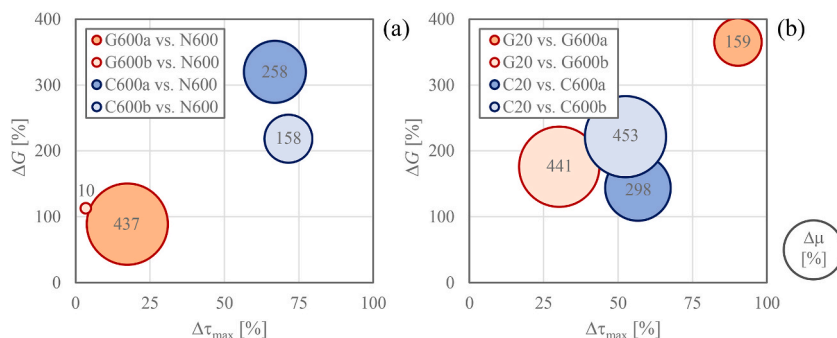 400
300
200
100
0
ΔG [%]
(a)
G600a vs. N600
G600b vs. N600
C600a vs. N600
C600b vs. N600
258
158
10
437
0
25
50
75
100
Δτmax [%]
400
300
200
100
0
ΔG [%]
(b)
G20 vs. G600a
G20 vs. G600b
C20 vs. C600a
C20 vs. C600b
159
453
441
298
0
25
50
75
100
Δτmax [%]
Δμ
[%]